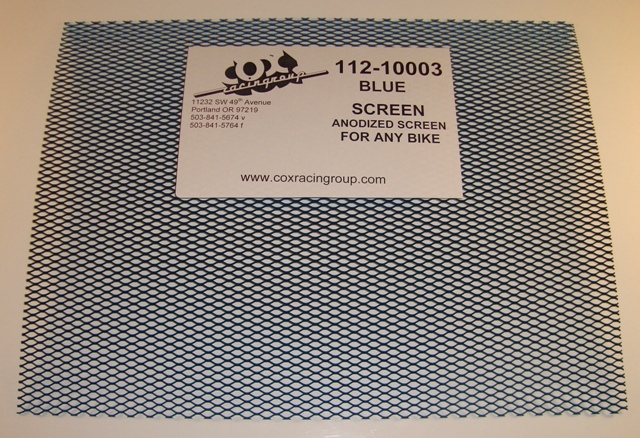 COX
racingroup
11232 SW 49th Avenue
Portland OR 97219
503-841-5674 v
503-841-5764 f
112-10003
BLUE
SCREEN
ANODIZED SCREEN
FOR ANY BIKE
www.coxracingroup.com